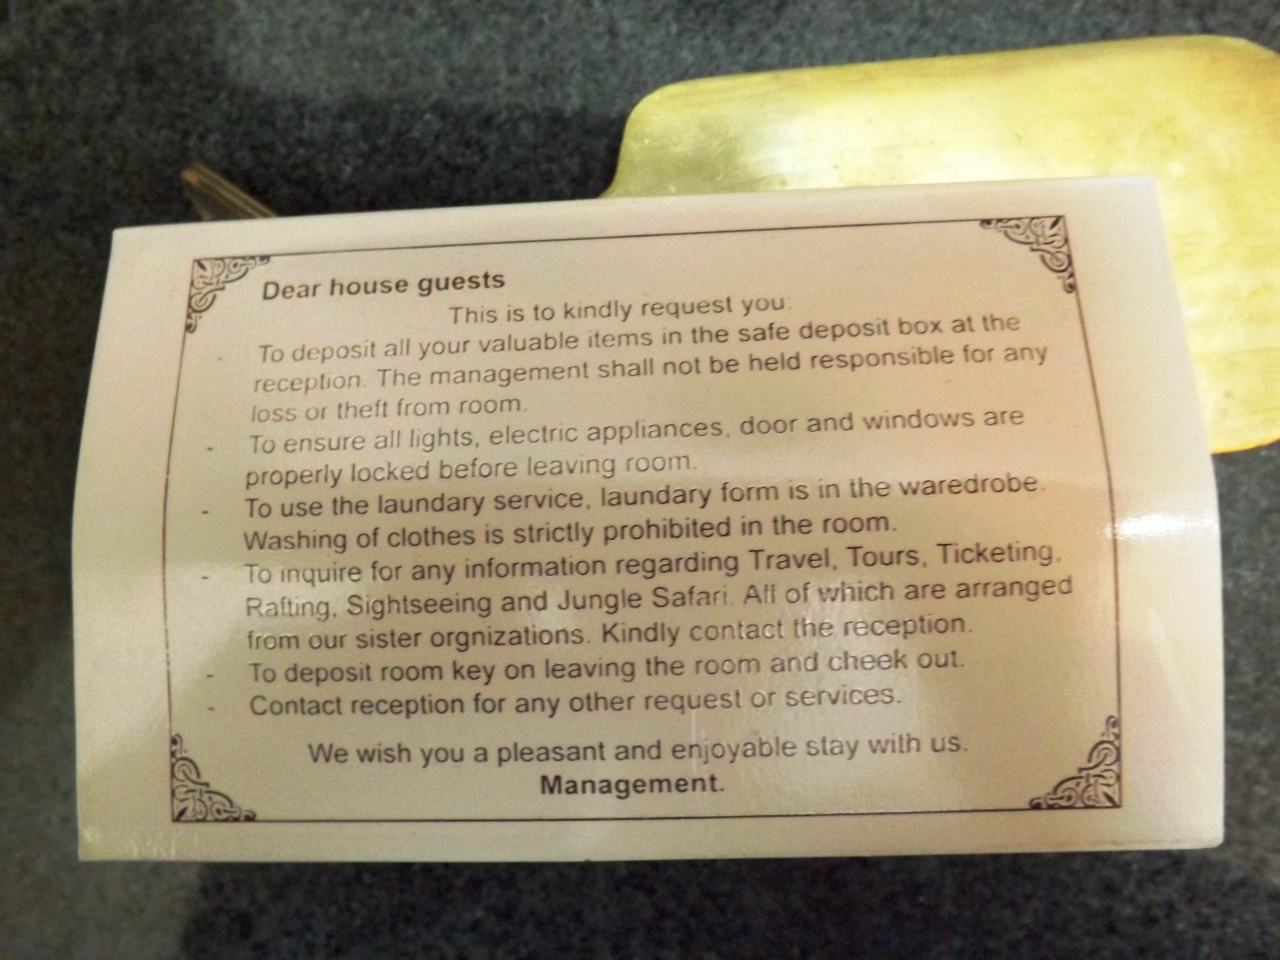 Dear house guests
This is to kindly request you:
- To deposit all your valuable items in the safe deposit box at the
reception. The management shall not be held responsible for any
loss or theft from room.
- To ensure all lights, electric appliances, door and windows are
properly locked before leaving room.
- To use the laundary service, laundary form is in the waredrobe.
Washing of clothes is strictly prohibited in the room.
- To inquire for any information regarding Travel, Tours, Ticketing,
Rafting, Sightseeing and Jungle Safari. All of which are arranged
from our sister orgnizations. Kindly contact the reception.
- To deposit room key on leaving the room and cheek out.
- Contact reception for any other request or services.
We wish you a pleasant and enjoyable stay with us.
Management.